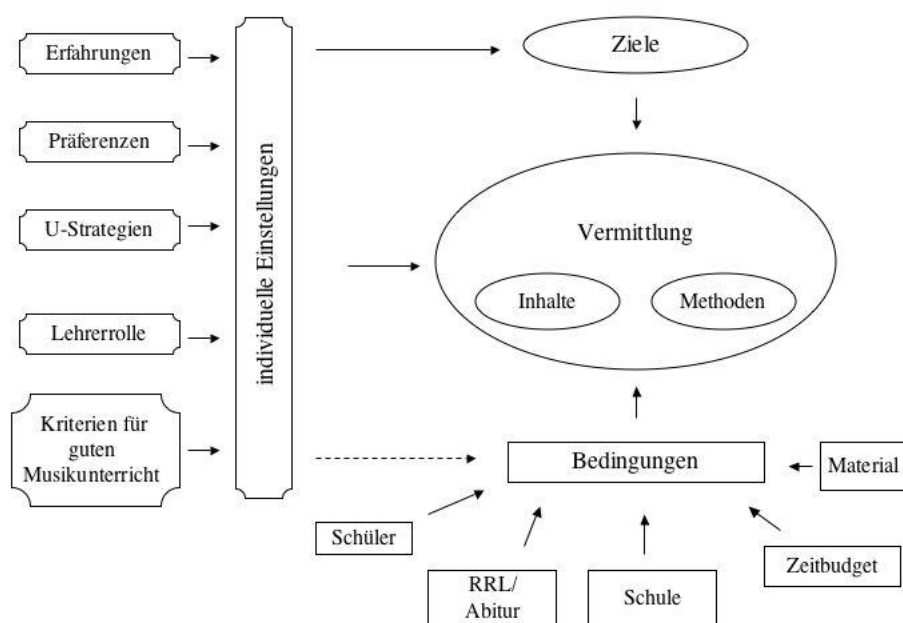 Erfahrungen
Präferenzen
U-Strategien
Lehrerrolle
Kriterien für
guten
Musikunterricht
individuelle Einstellungen
Ziele
Vermittlung
Inhalte
Methoden
Bedingungen
Material
Schüler
RRL/
Abitur
Schule
Zeitbudget